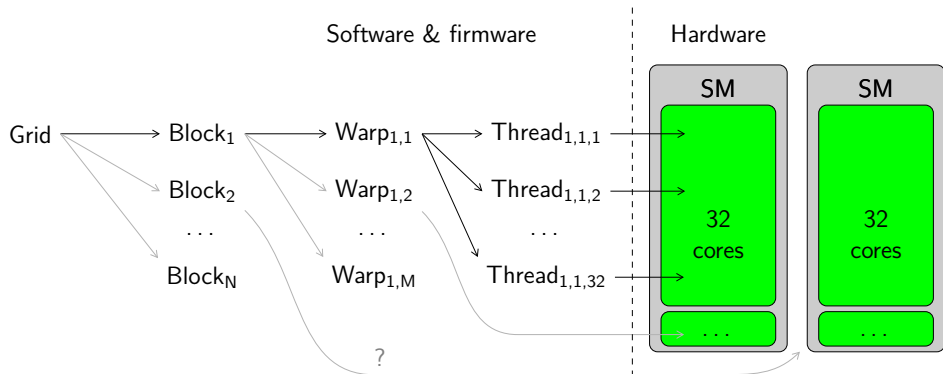 Software & firmware
Hardware
SM
SM
Grid
Block1
Warp1,1
Thread1,1,1
Block2
Warp1,2
Thread1,1,2
32
cores
32
cores
. . .
. . .
. . .
BlockN
Warp1,M
Thread1,1,32
. . .
. . .
?